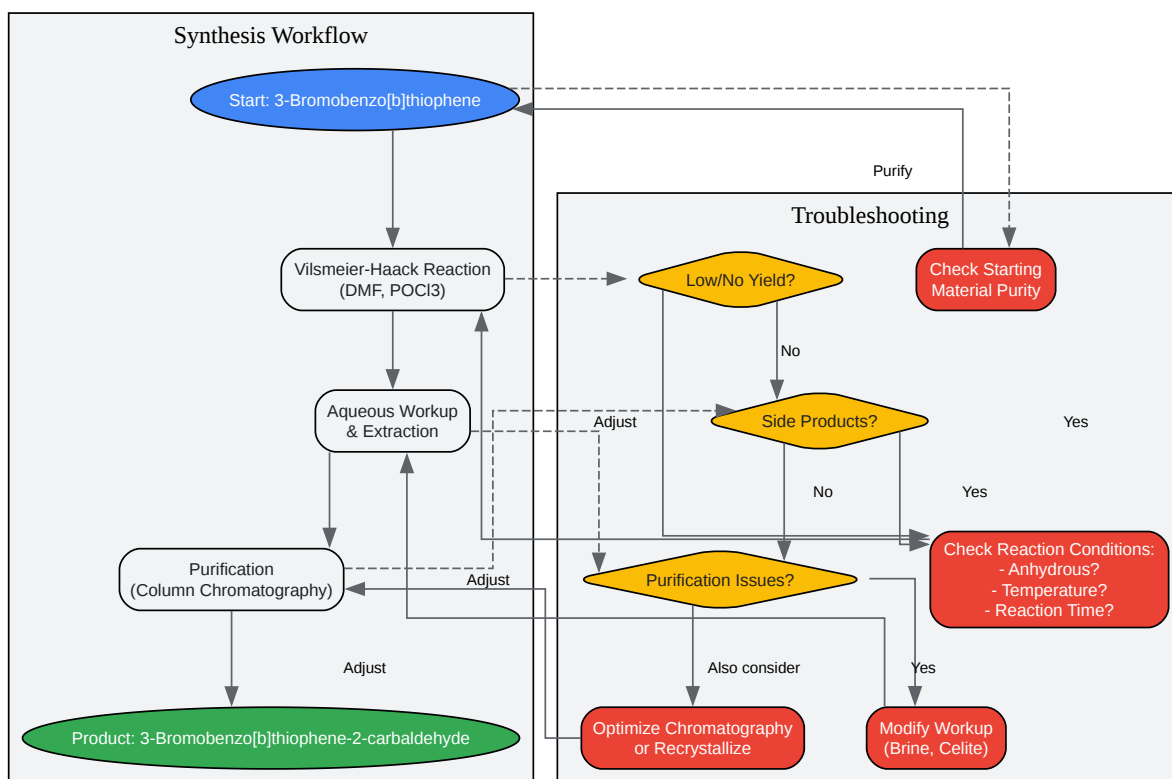 Synthesis Workflow
Start: 3-Bromobenzo[b]thiophene
Purify
Troubleshooting
Vilsmeier-Haack Reaction
(DMF, POCl3)
Low/No Yield?
Check Starting
Material Purity
No
Aqueous Workup
& Extraction
Adjust
Side Products?
Yes
No
Yes
Check Reaction Conditions:
- Anhydrous?
- Temperature?
- Reaction Time?
Purification
(Column Chromatography)
Adjust
Purification Issues?
Adjust
Also consider
Yes
Product: 3-Bromobenzo[b]thiophene-2-carbaldehyde
Optimize Chromatography
or Recrystallize
Modify Workup
(Brine, Celite)